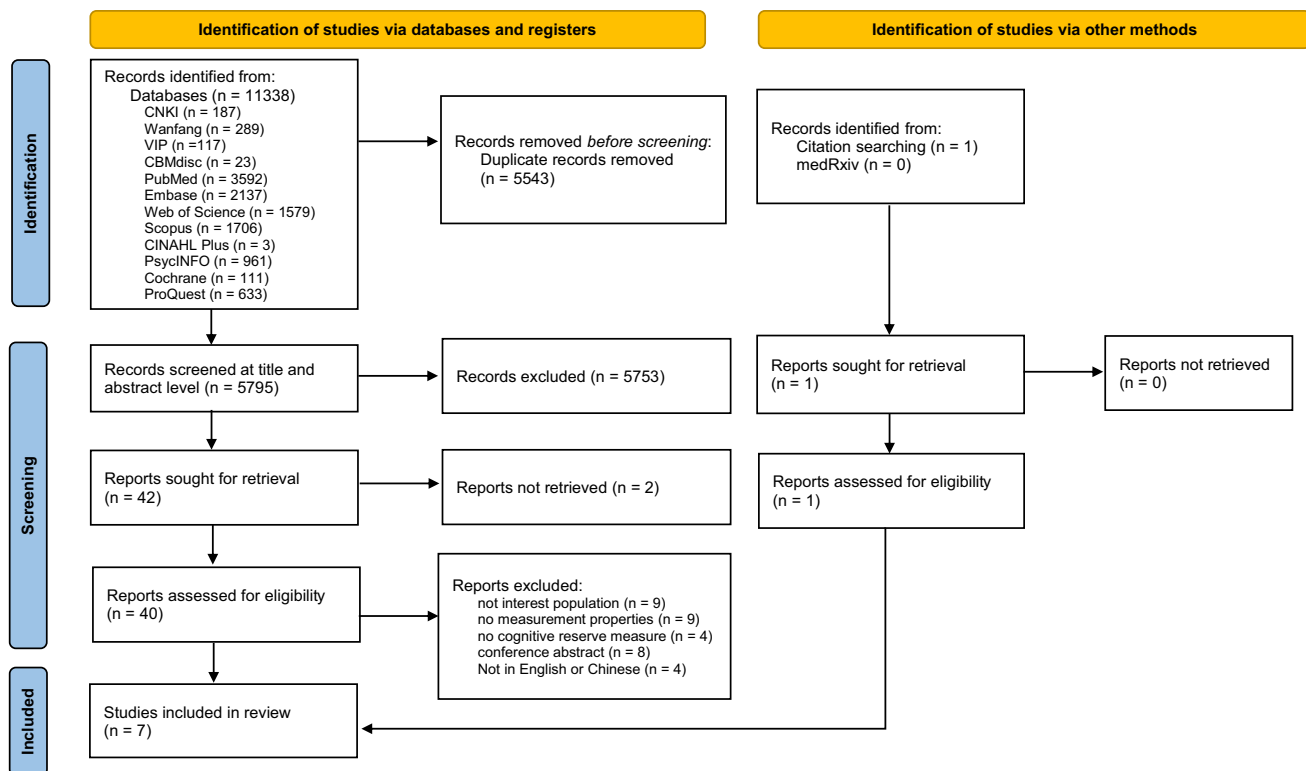 Identification of studies via databases and registers
Identification of studies via other methods
Identification
Records identified from:
Databases (n = 11338)
CNKI (n = 187)
Wanfang (n = 289)
VIP (n =117)
CBMdisc (n = 23)
PubMed (n = 3592)
Embase (n = 2137)
Web of Science (n = 1579)
Scopus (n = 1706)
CINAHL Plus (n = 3)
PsycINFO (n = 961)
Cochrane (n = 111)
ProQuest (n = 633)
Records removed before screening:
Duplicate records removed
(n = 5543)
Records identified from:
Citation searching (n = 1)
medRxiv (n = 0)
Screening
Records screened at title and
abstract level (n = 5795)
Records excluded (n = 5753)
Reports sought for retrieval
(n = 1)
Reports not retrieved
(n = 0)
Reports sought for retrieval
(n = 42)
Reports not retrieved (n = 2)
Reports assessed for eligibility
(n = 1)
Reports assessed for eligibility
(n = 40)
Reports excluded:
not interest population (n = 9)
no measurement properties (n = 9)
no cognitive reserve measure (n = 4)
conference abstract (n = 8)
Not in English or Chinese (n = 4)
Included
Studies included in review
(n = 7)